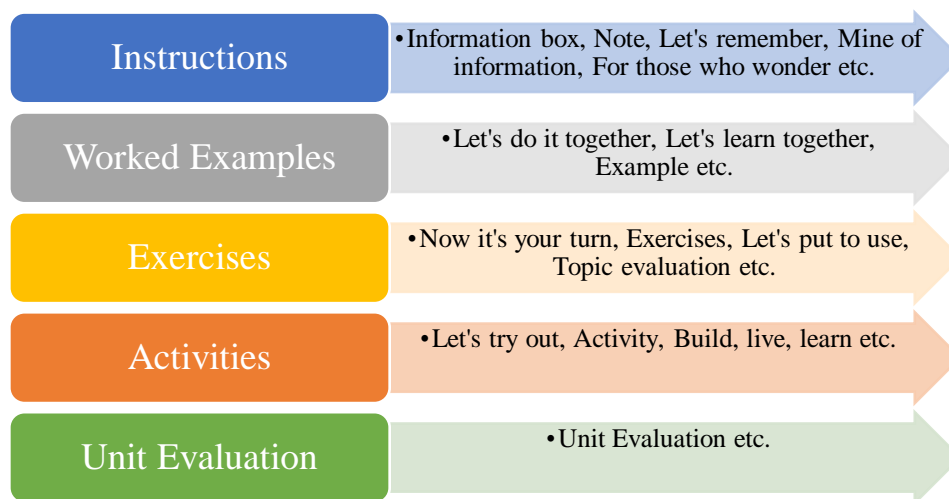 Instructions
•Information box, Note, Let's remember, Mine of
information, For those who wonder etc.
Worked Examples
•Let's do it together, Let's learn together,
Example etc.
Exercises
•Now it's your turn, Exercises, Let's put to use,
Topic evaluation etc.
Activities
•Let's try out, Activity, Build, live, learn etc.
Unit Evaluation
•Unit Evaluation etc.